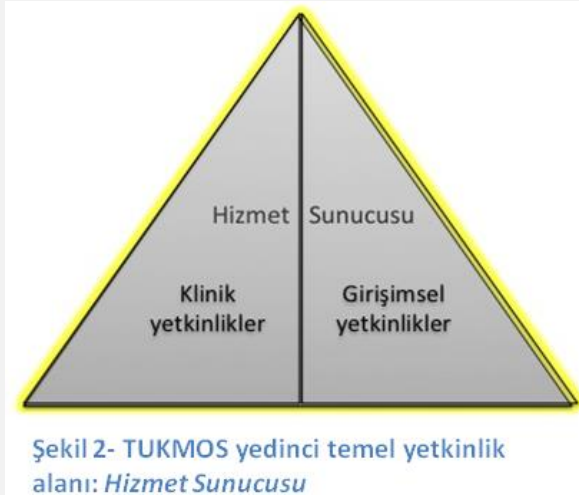 Hizmet Sunucusu
Klinik yetkinlikler
Girişimsel yetkinlikler
Şekil 2- TUKMOS yedinci temel yetkinlik
alanı: Hizmet Sunucusu